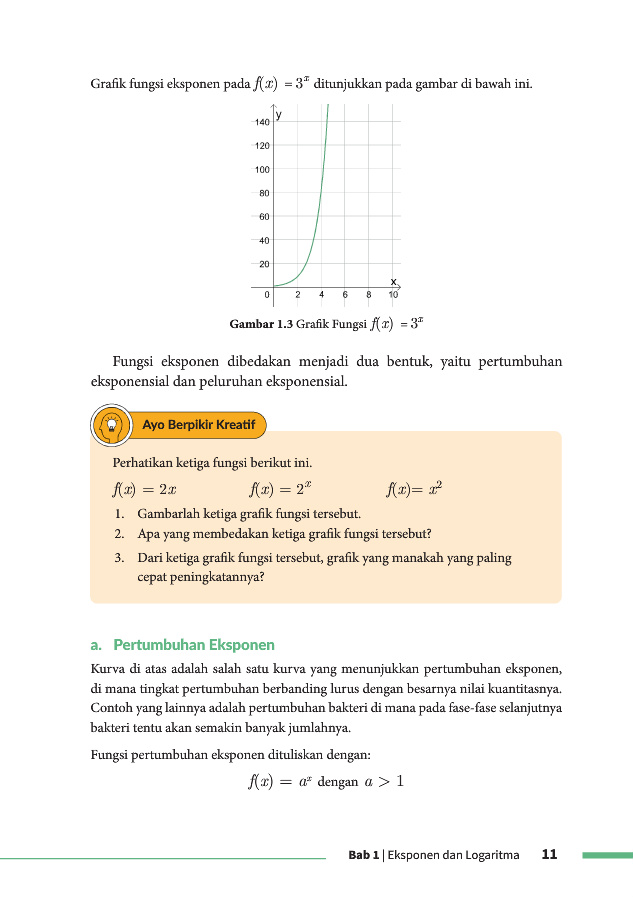 Grafik fungsi eksponen pada f(x) = 3ˣ ditunjukkan pada gambar di bawah ini.
y
140
120
100
80
60
40
20
x
0 2 4 6 8 10
Gambar 1.3 Grafik Fungsi f(x) = 3ˣ
Fungsi eksponen dibedakan menjadi dua bentuk, yaitu pertumbuhan
eksponensial dan peluruhan eksponensial.
Ayo Berpikir Kreatif
Perhatikan ketiga fungsi berikut ini.
f(x) = 2x f(x) = 2ˣ f(x)= x²
1. Gambarlah ketiga grafik fungsi tersebut.
2. Apa yang membedakan ketiga grafik fungsi tersebut?
3. Dari ketiga grafik fungsi tersebut, grafik yang manakah yang paling
cepat peningkatannya?
a. Pertumbuhan Eksponen
Kurva di atas adalah salah satu kurva yang menunjukkan pertumbuhan eksponen,
di mana tingkat pertumbuhan berbanding lurus dengan besarnya nilai kuantitasnya.
Contoh yang lainnya adalah pertumbuhan bakteri di mana pada fase-fase selanjutnya
bakteri tentu akan semakin banyak jumlahnya.
Fungsi pertumbuhan eksponen dituliskan dengan:
f(x) = aˣ dengan a > 1
Bab 1 | Eksponen dan Logaritma 11